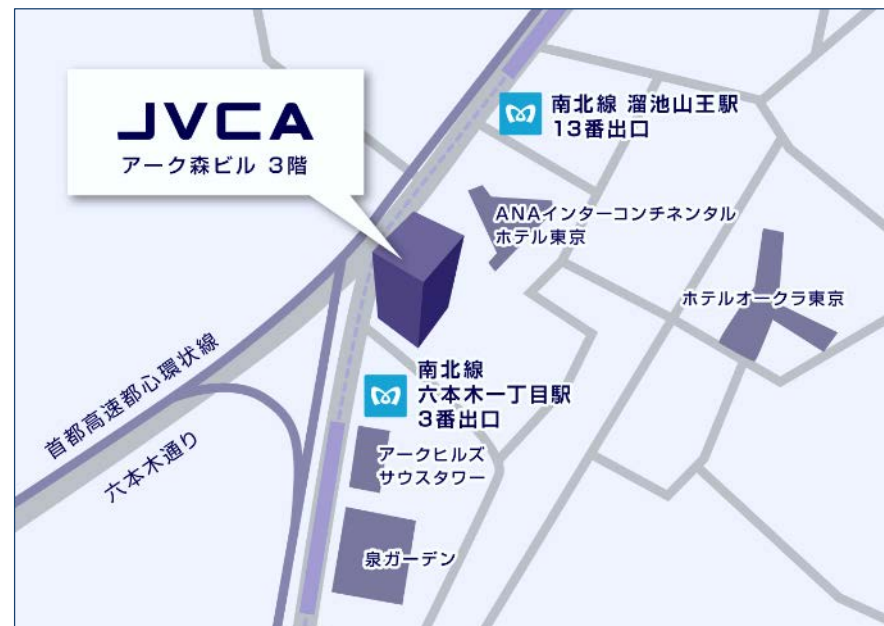 JVCA
アーク森ビル 3階
南北線 溜池山王駅
13番出口
ANAインターコンチネンタル
ホテル東京
ホテルオークラ東京
首都高速都心環状線
六本木通り
南北線
六本木一丁目駅
3番出口
アークヒルズ
サウスタワー
泉ガーデン